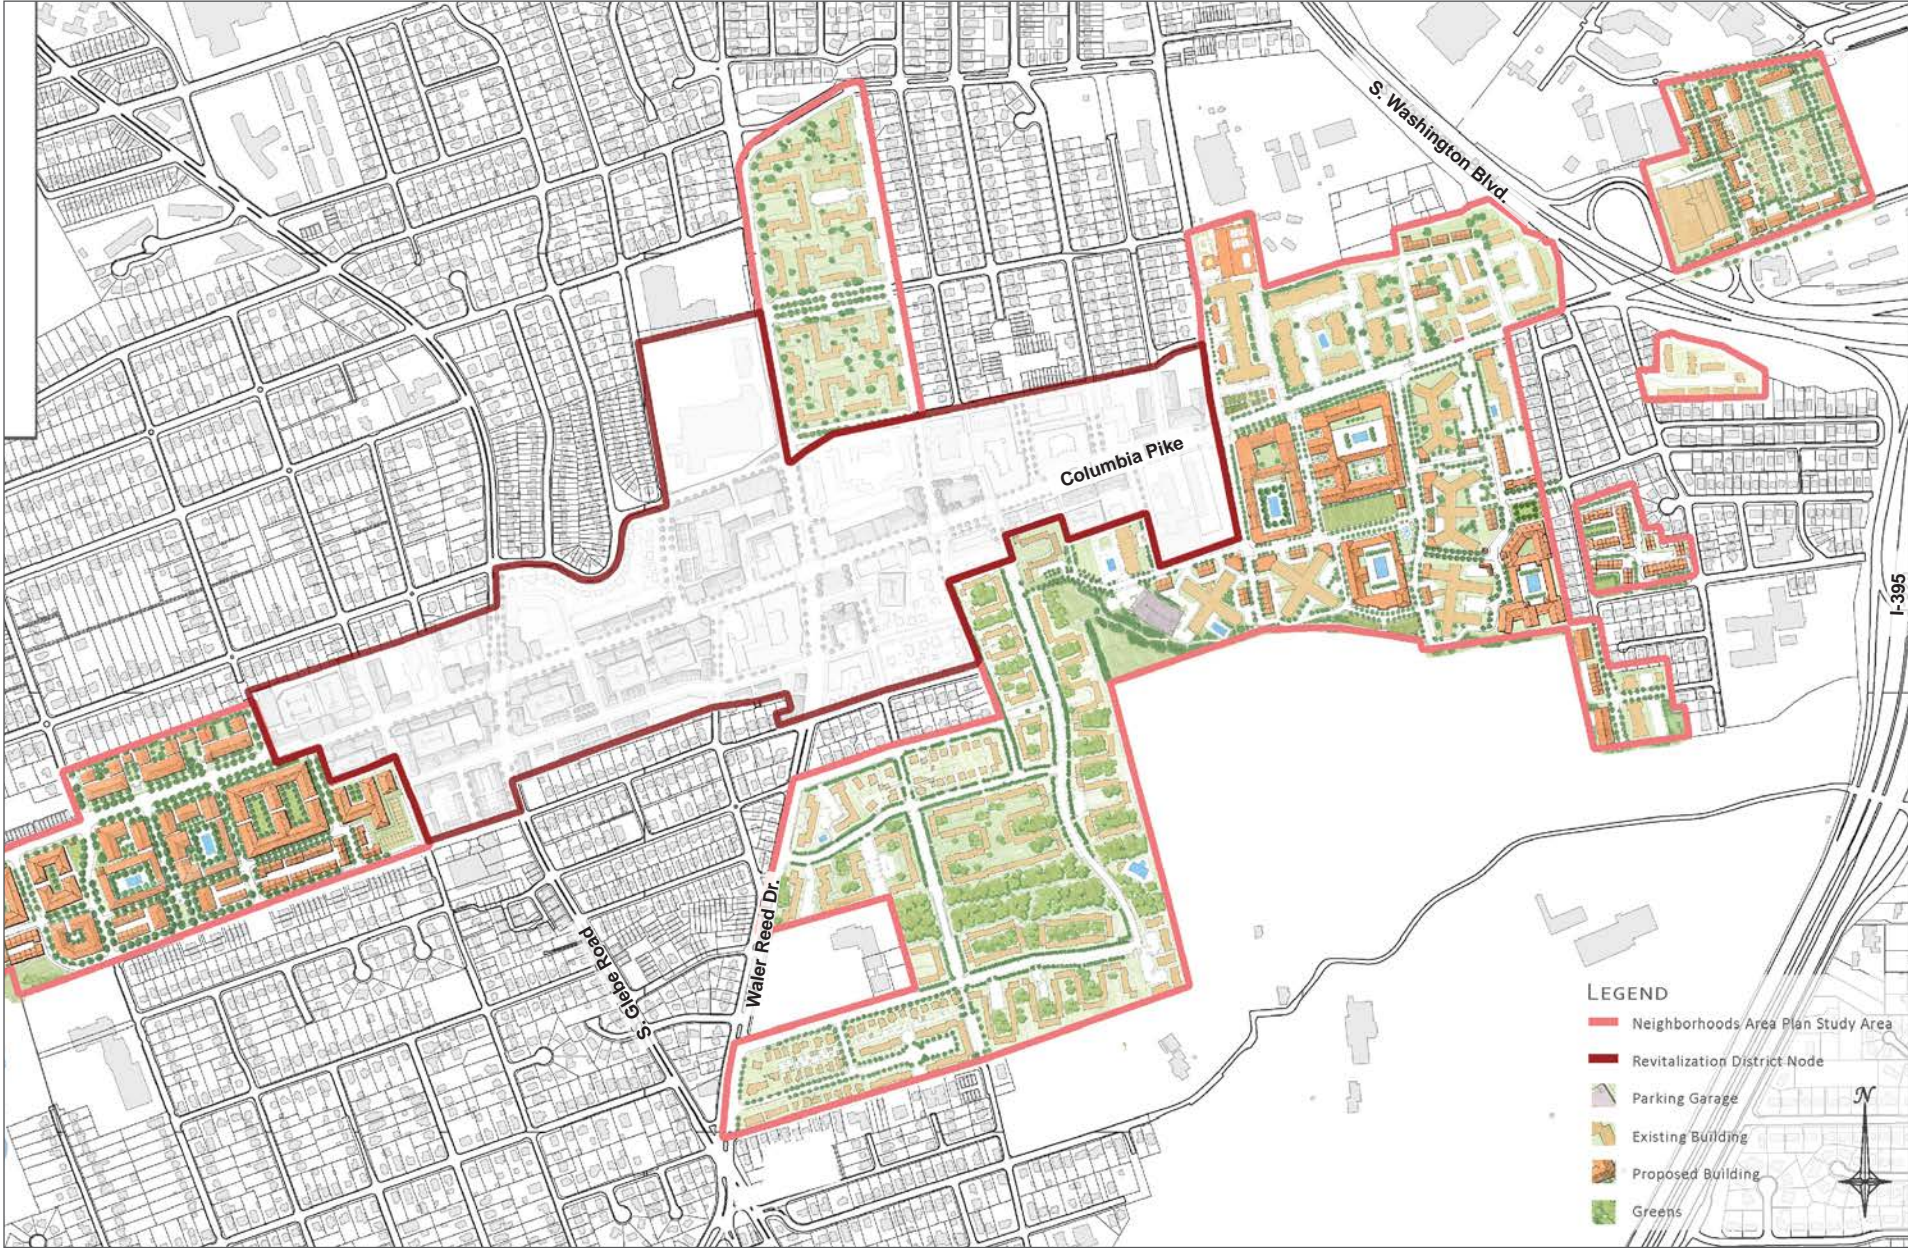 S. Washington Blvd.
Columbia Pike
I-395
Waler Reed Dr.
S. Glebe Road
LEGEND
Neighborhoods Area Plan Study Area
Revitalization District Node
Parking Garage
Existing Building
Proposed Building
Greens
N